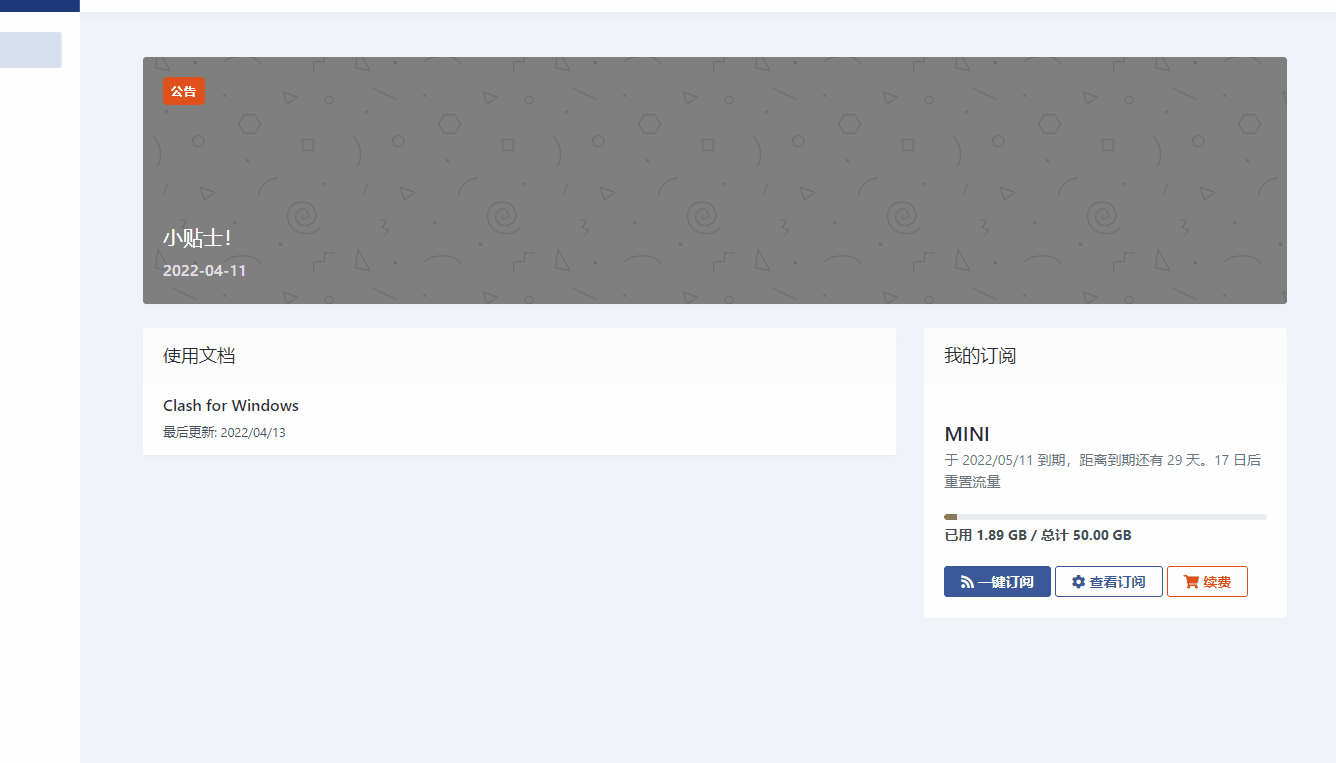 公告
小贴士!
2022-04-11
使用文档
Clash for Windows
最后更新: 2022/04/13
我的订阅
MINI
于 2022/05/11 到期，距离到期还有 29 天。17 日后
重置流量
已用 1.89 GB / 总计 50.00 GB
一键订阅 查看订阅 续费